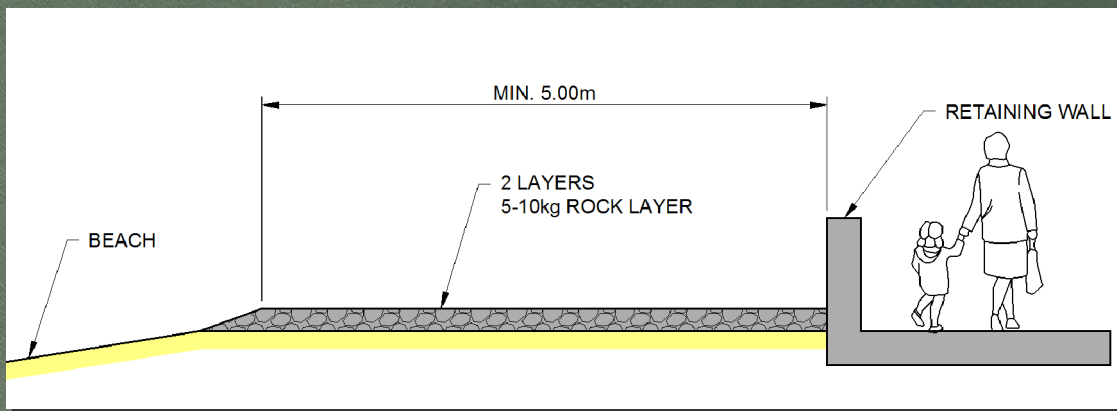 MIN. 5.00m
RETAINING WALL
2 LAYERS
5-10kg ROCK LAYER
BEACH